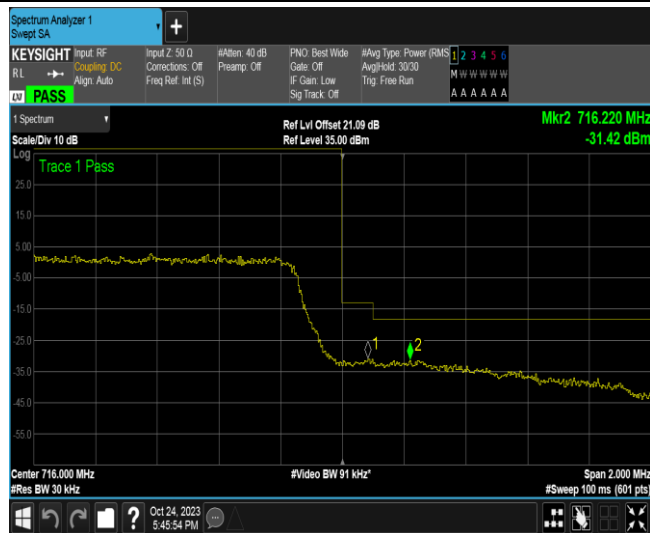 Spectrum Analyzer 1
Swept SA
+
KEYSIGHT Input: RF Input Z: 50 Ω #Atten: 40 dB PNO: Best Wide #Avg Type: Power (RMS 1 2 3 4 5 6
RL Coupling: DC Corrections: Off Preamp: Off Gate: Off Avg|Hold: 30/30 M W W W W W
Align: Auto Freq Ref: Int (S) IF Gain: Low Trig: Free Run
LXI PASS Sig Track: Off A A A A A A
1 Spectrum Ref Lvl Offset 21.09 dB Mkr2 716.220 MHz
Scale/Div 10 dB Ref Level 35.00 dBm -31.42 dBm
Log
Trace 1 Pass
25.0
15.0
5.00
-5.00
-15.0
1 2
-35.0
-45.0
-55.0
Center 716.000 MHz #Video BW 91 kHz* Span 2.000 MHz
#Res BW 30 kHz #Sweep 100 ms (601 pts)
? Oct 24, 2023
5:45:54 PM